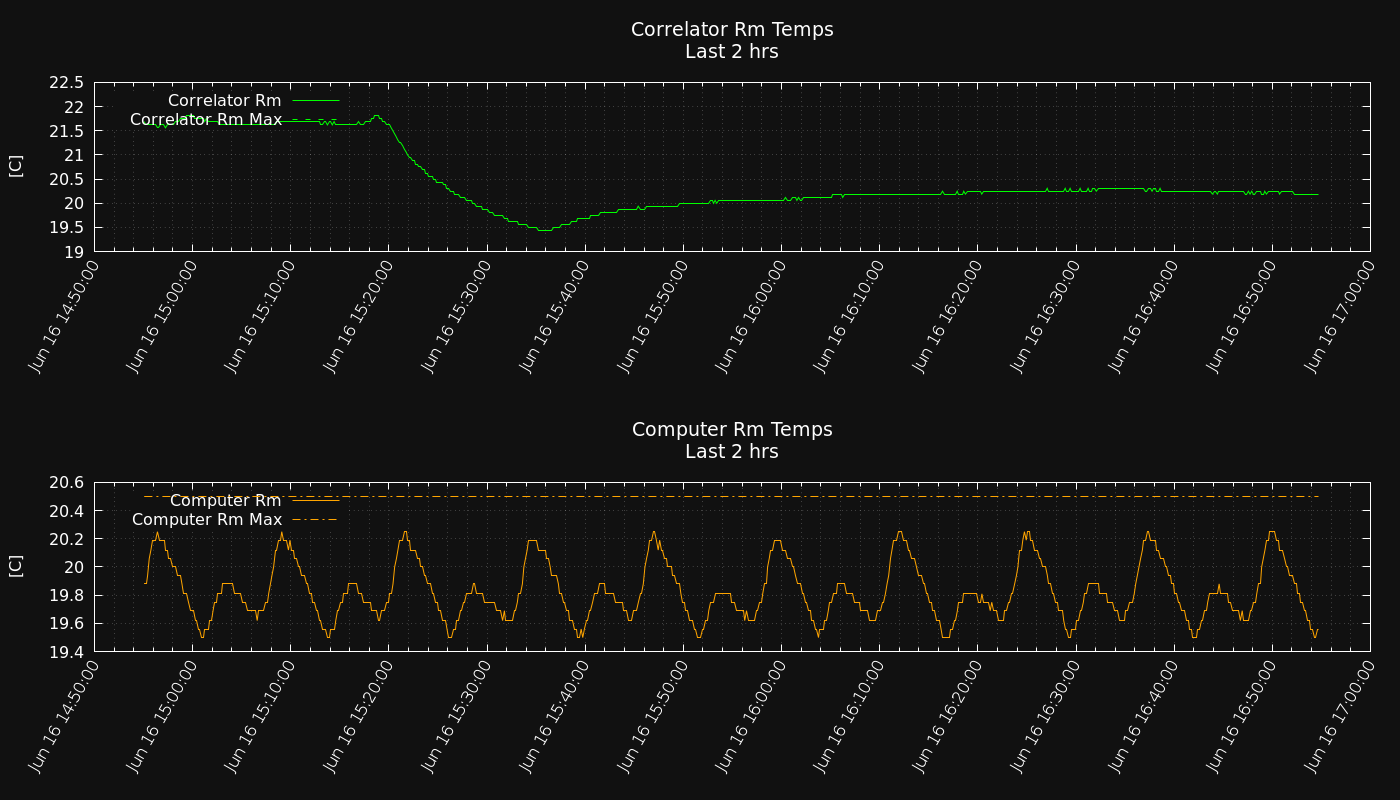 Correlator Rm Temps
Last 2 hrs
[C]
22.5
22
21.5
21
20.5
20
19.5
19
Correlator Rm
Correlator Rm Max
Jun 16 14:50:00
Jun 16 15:00:00
Jun 16 15:10:00
Jun 16 15:20:00
Jun 16 15:30:00
Jun 16 15:40:00
Jun 16 15:50:00
Jun 16 16:00:00
Jun 16 16:10:00
Jun 16 16:20:00
Jun 16 16:30:00
Jun 16 16:40:00
Jun 16 16:50:00
Jun 16 17:00:00
Computer Rm Temps
Last 2 hrs
[C]
20.6
20.4
20.2
20
19.8
19.6
19.4
Computer Rm
Computer Rm Max
Jun 16 14:50:00
Jun 16 15:00:00
Jun 16 15:10:00
Jun 16 15:20:00
Jun 16 15:30:00
Jun 16 15:40:00
Jun 16 15:50:00
Jun 16 16:00:00
Jun 16 16:10:00
Jun 16 16:20:00
Jun 16 16:30:00
Jun 16 16:40:00
Jun 16 16:50:00
Jun 16 17:00:00